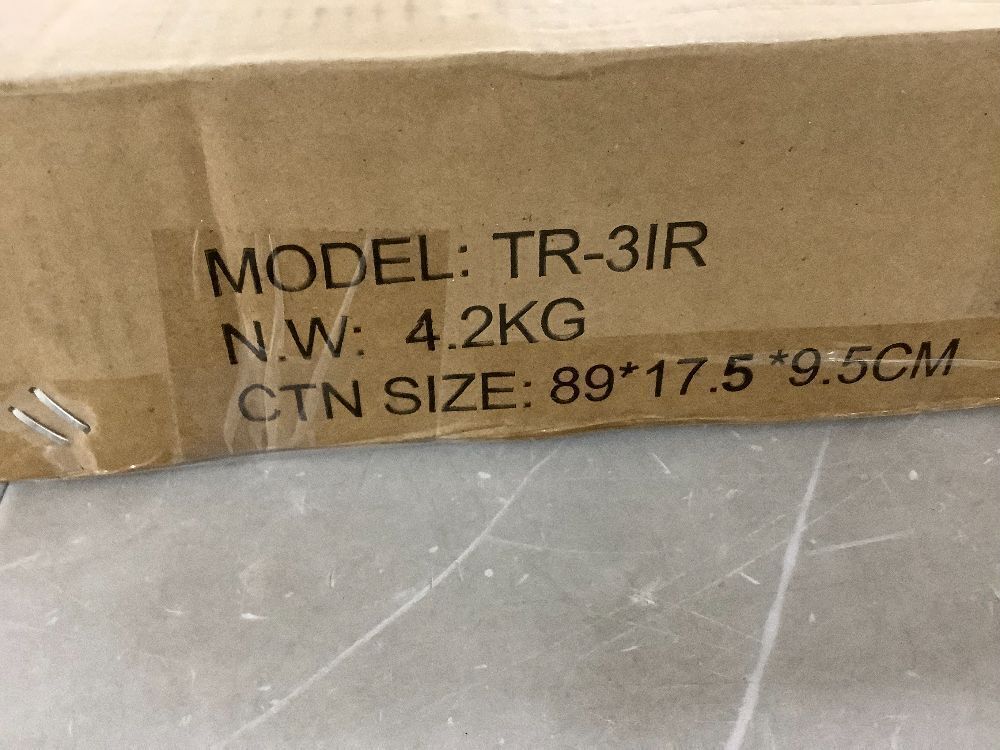 MODEL: TR-3IR
N.W: 4.2KG
CTN SIZE: 89*17.5*9.5CM